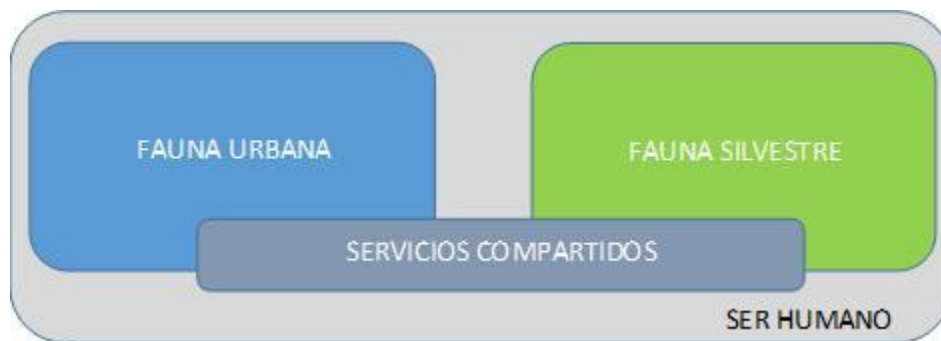 FAUNA URBANA
FAUNA SILVESTRE
SERVICIOS COMPARTIDOS
SER HUMANO